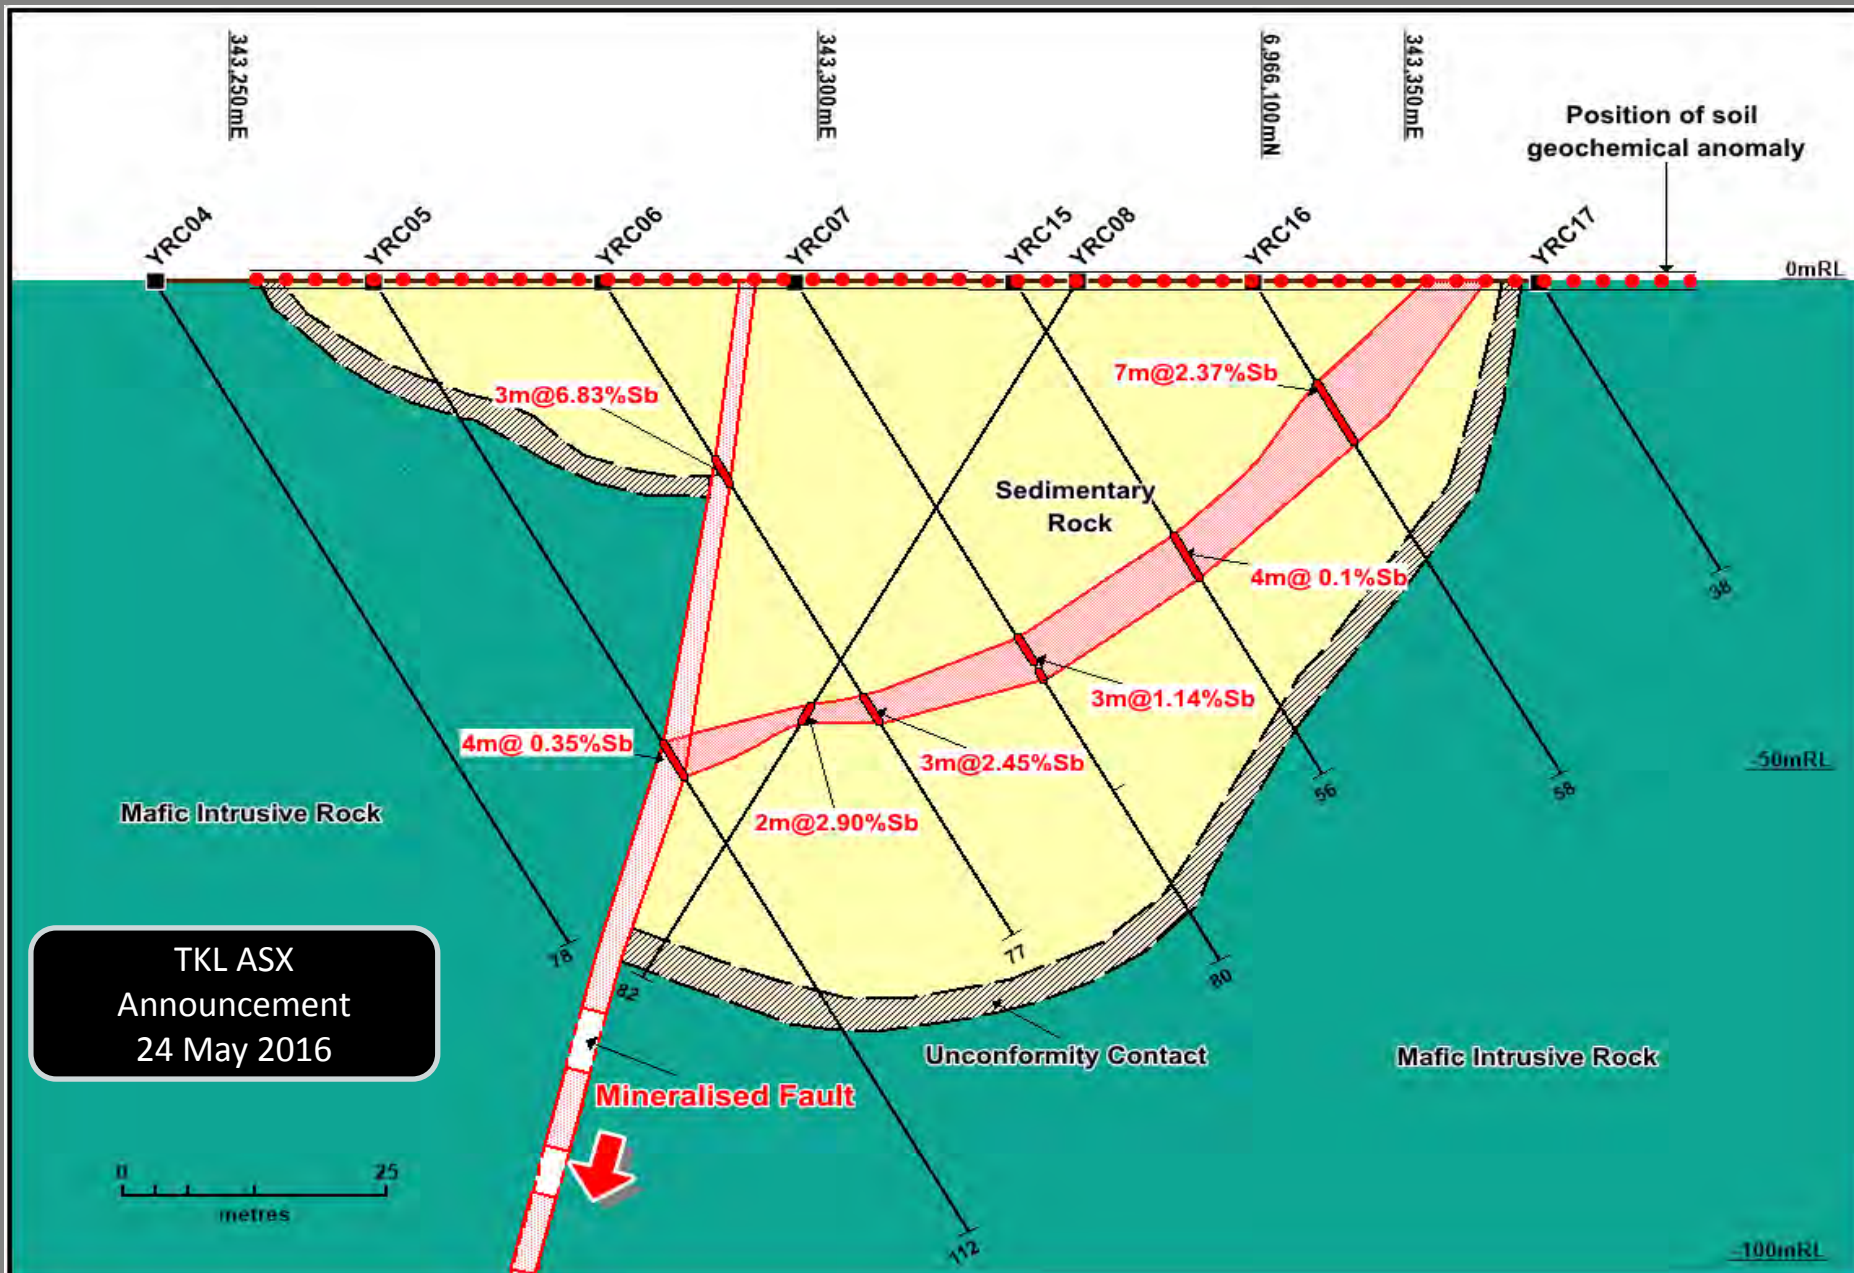 343,250mE
343,300mE
6,966,100mN
343,350mE
Position of soil
geochemical anomaly
YRC04
YRC05
YRC06
YRC07
YRC15
YRC08
YRC16
YRC17
0mRL
7m@2.37%Sb
3m@6.83%Sb
Sedimentary
Rock
4m@ 0.1%Sb
38
3m@1.14%Sb
4m@ 0.35%Sb
3m@2.45%Sb
-50mRL
56
58
2m@2.90%Sb
Mafic Intrusive Rock
78
77
80
82
TKL ASX
Announcement
24 May 2016
Unconformity Contact
Mafic Intrusive Rock
Mineralised Fault
0
25
metres
112
-100mRL